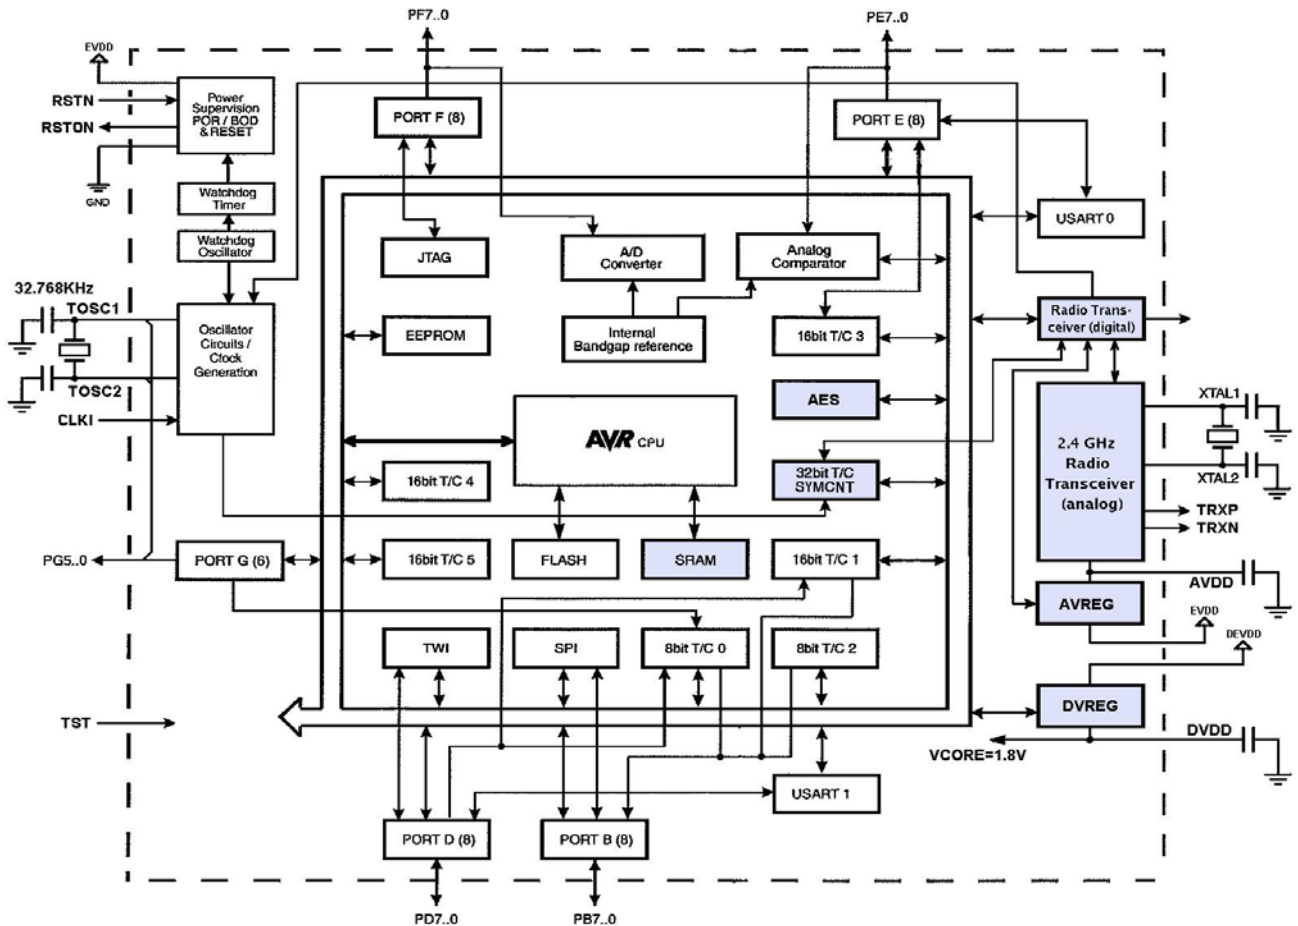 PF7..0
PE7..0
EVDD
RSTN
RSTON
GND
Power
Supervision
POR / BOD
& RESET
PORT F (8)
PORT E (8)
Watchdog
Timer
Watchdog
Oscillator
USART 0
JTAG
A/D
Converter
Analog
Comparator
32.768KHz
TOSC1
TOSC2
CLKI
Oscillator
Circuits /
Clock
Generation
EEPROM
Internal
Bandgap reference
16bit T/C 3
Radio Trans-
ceiver (digital)
AES
AVR CPU
XTAL1
XTAL2
2.4 GHz
Radio
Transceiver
(analog)
TRXP
TRXN
16bit T/C 4
32bit T/C
SYMCNT
PG5..0
PORT G (6)
16bit T/C 5
FLASH
SRAM
16bit T/C 1
AVDD
AVREG
EVDD
DEVDD
TWI
SPI
8bit T/C 0
8bit T/C 2
TST
DVREG
DVDD
VCORE=1.8V
USART 1
PORT D (8)
PORT B (8)
PD7..0
PB7..0